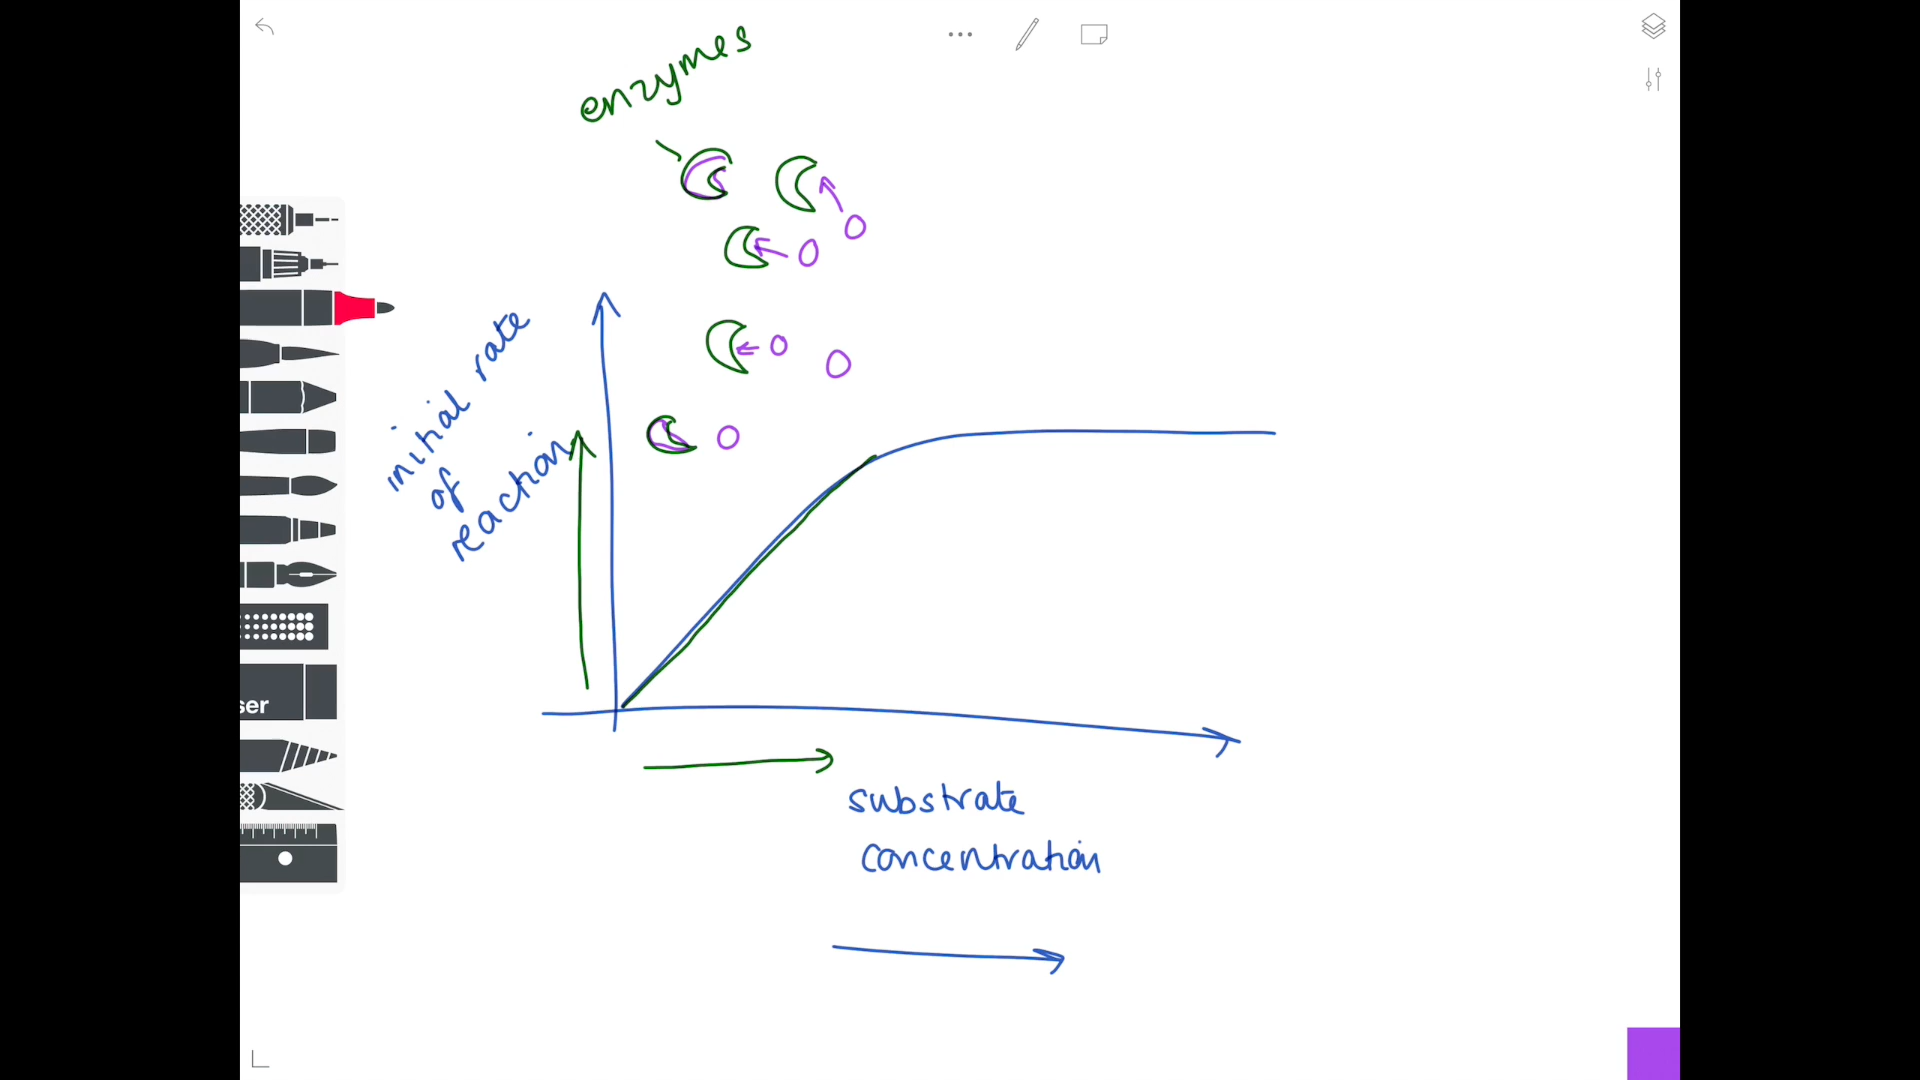 enzymes
initial rate
of
reaction
ser
substrate
concentration